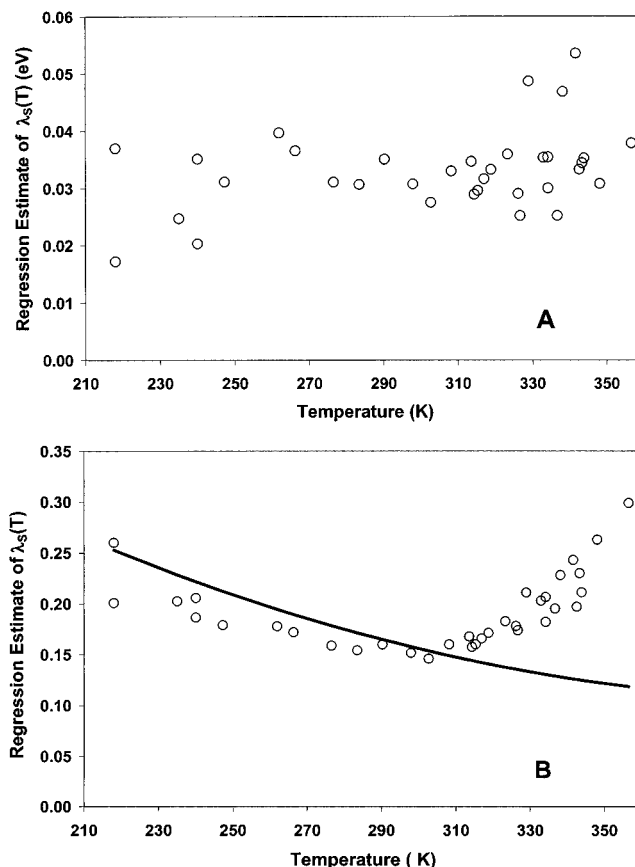 0.06
0.05
0.04
0.03
0.02
0.01
0.00
Regression Estimate of λS(T) (eV)
A
210 230 250 270 290 310 330 350
Temperature (K)
0.35
0.30
0.25
0.20
0.15
0.10
0.05
0.00
Regression Estimate of λS(T)
B
210 230 250 270 290 310 330 350
Temperature ( K)